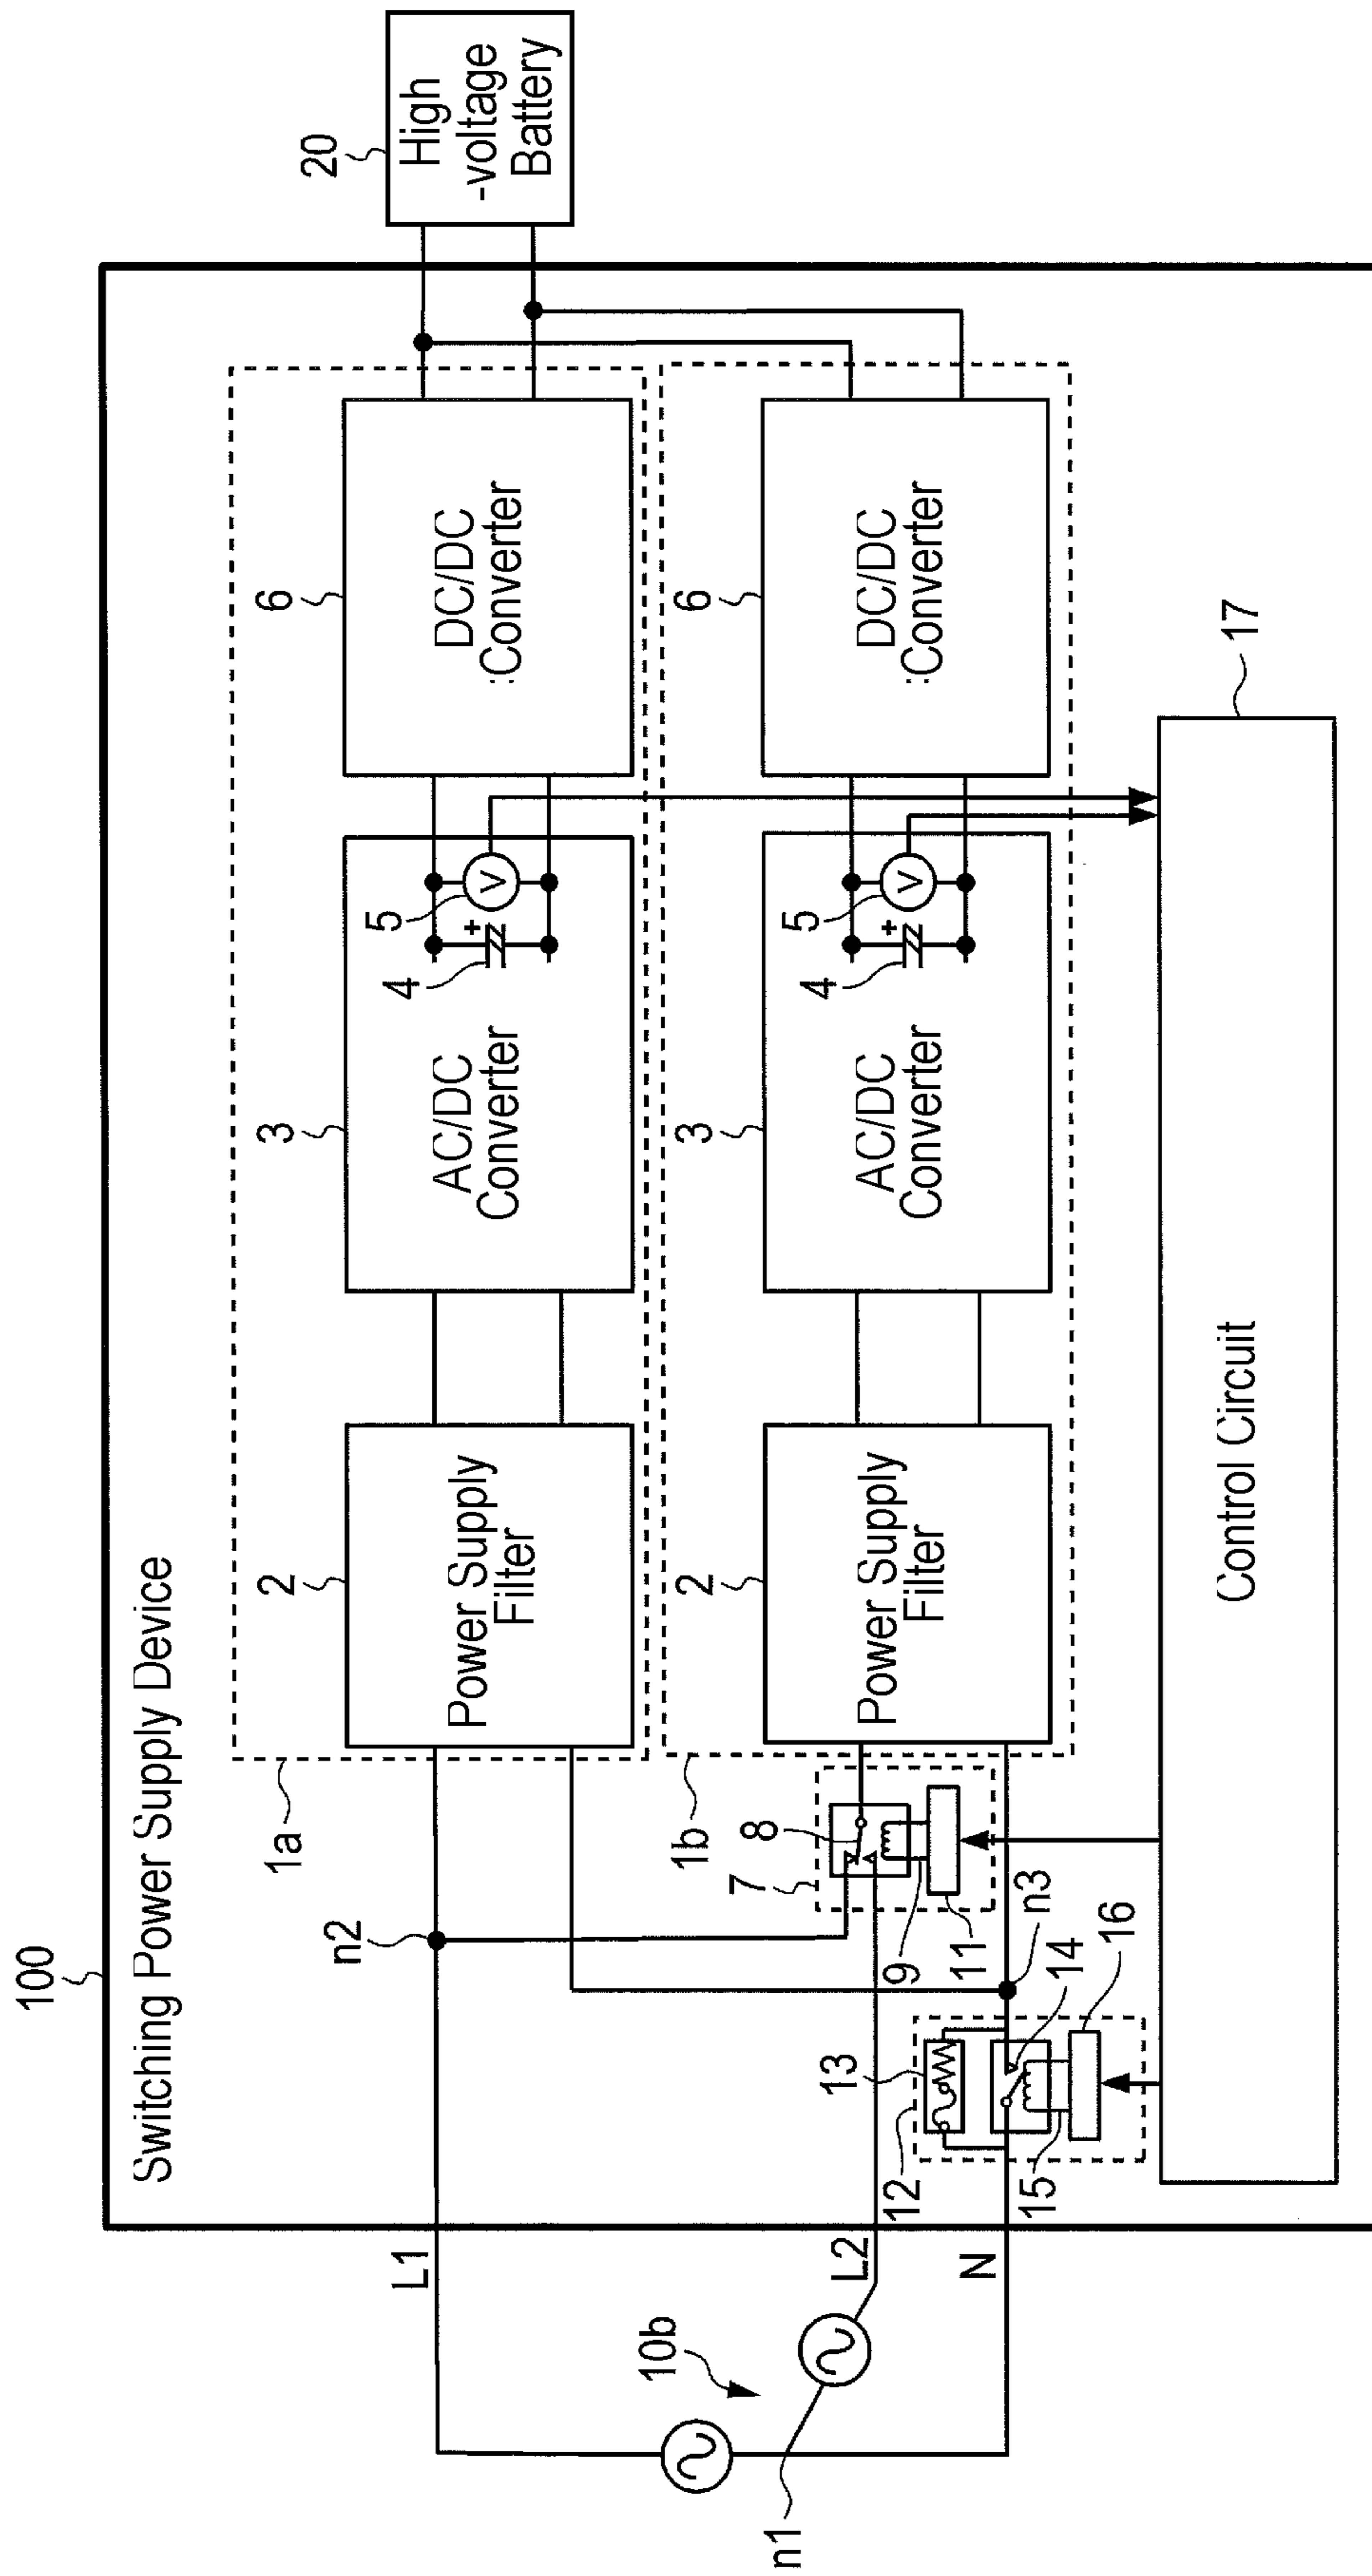 100
Switching Power Supply Device
1a
2
Power Supply
Filter
3
AC/DC
Converter
4
+
5
V
6
DC/DC
Converter
20
High
-voltage
Battery
L1
n2
1b
2
Power Supply
Filter
3
AC/DC
Converter
4
+
5
V
6
DC/DC
Converter
10b
n1
L2
N
7
8
9
11
12
13
n3
14
15
16
17
Control Circuit